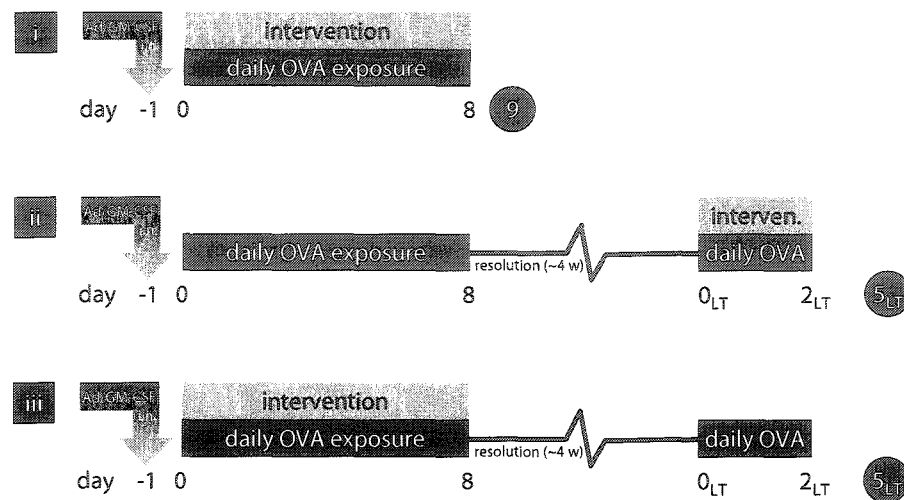 i
Ad/GM-CSF
intervention
daily OVA exposure
day -1 0 8 9
ii
Ad/GM-CSF
interven.
daily OVA exposure
daily OVA
resolution (~4 w)
day -1 0 8 0LT 2LT 5LT
iii
Ad/GM-CSF
intervention
daily OVA exposure
daily OVA
resolution (~4 w)
day -1 0 8 0LT 2LT 5LT